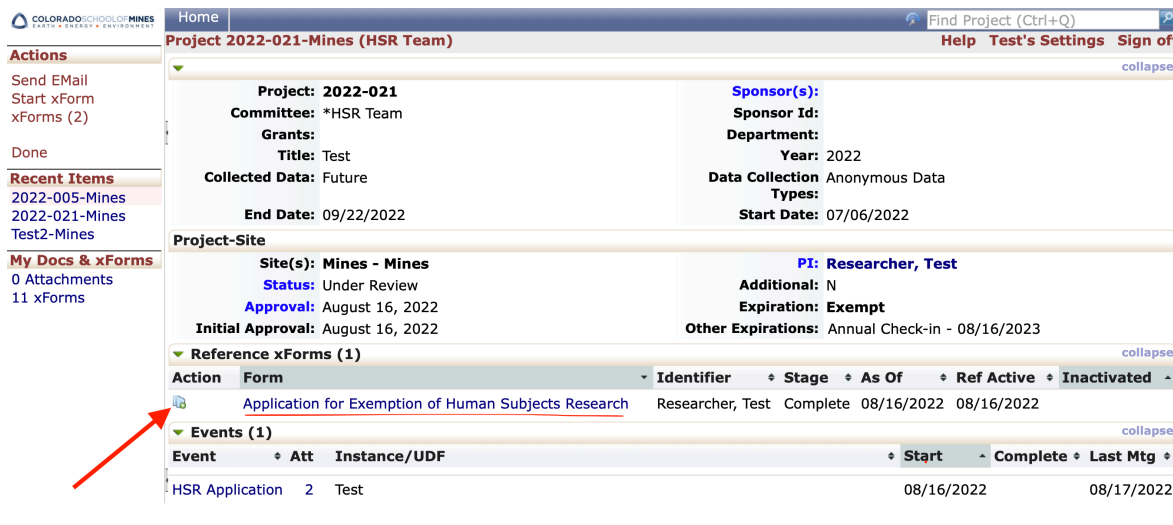 COLORADOSCHOOLOFMINES
EARTH • ENERGY • ENVIRONMENT
Home
Find Project (Ctrl+Q)
Project 2022-021-Mines (HSR Team)
Help Test's Settings Sign of
Actions
Send EMail
Start xForm
xForms (2)
Done
Recent Items
2022-005-Mines
2022-021-Mines
Test2-Mines
My Docs & xForms
0 Attachments
11 xForms
collapse
Project: 2022-021 Sponsor(s):
Committee: *HSR Team Sponsor Id:
Grants: Department:
Title: Test Year: 2022
Collected Data: Future Data Collection Anonymous Data
Types:
End Date: 09/22/2022 Start Date: 07/06/2022
Project-Site
Site(s): Mines - Mines PI: Researcher, Test
Status: Under Review Additional: N
Approval: August 16, 2022 Expiration: Exempt
Initial Approval: August 16, 2022 Other Expirations: Annual Check-in - 08/16/2023
Reference xForms (1) collapse
Action Form Identifier Stage As Of Ref Active Inactivated
Application for Exemption of Human Subjects Research Researcher, Test Complete 08/16/2022 08/16/2022
Events (1) collapse
Event Att Instance/UDF Start Complete Last Mtg
HSR Application 2 Test 08/16/2022 08/17/2022